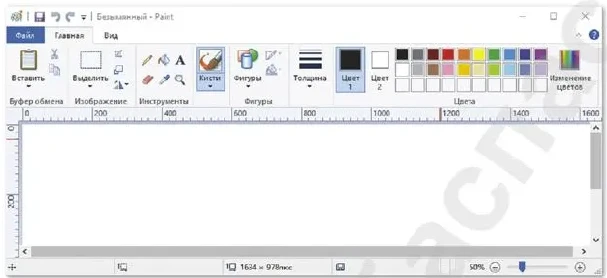 Безымянный - Paint
Файл Главная Вид
Вставить Выделить Кисти Фигуры Толщина Цвет 1 Цвет 2 Изменение цветов
Буфер обмена Изображение Инструменты Фигуры Цвета
0 200 400 600 800 1000 1200 1400 1600
0
200
1634 × 978пкс 50%